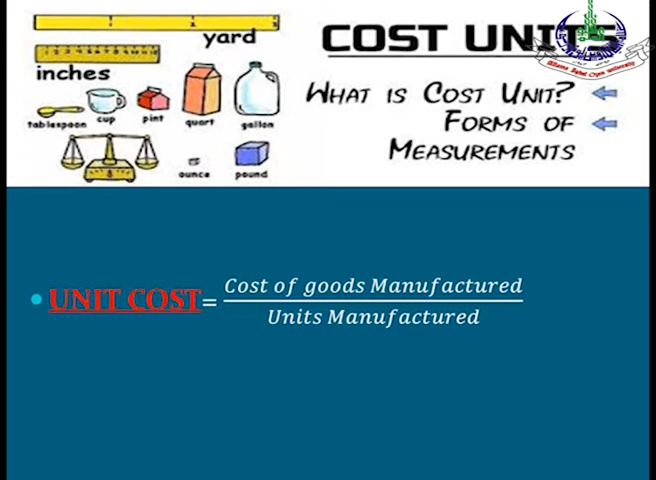 yard
inches
tablespoon
cup
pint
quart
gallon
ounce
pound
COST UNITS
WHAT IS COST UNIT?
FORMS OF
MEASUREMENTS
• UNIT COST= Cost of goods Manufactured
Units Manufactured